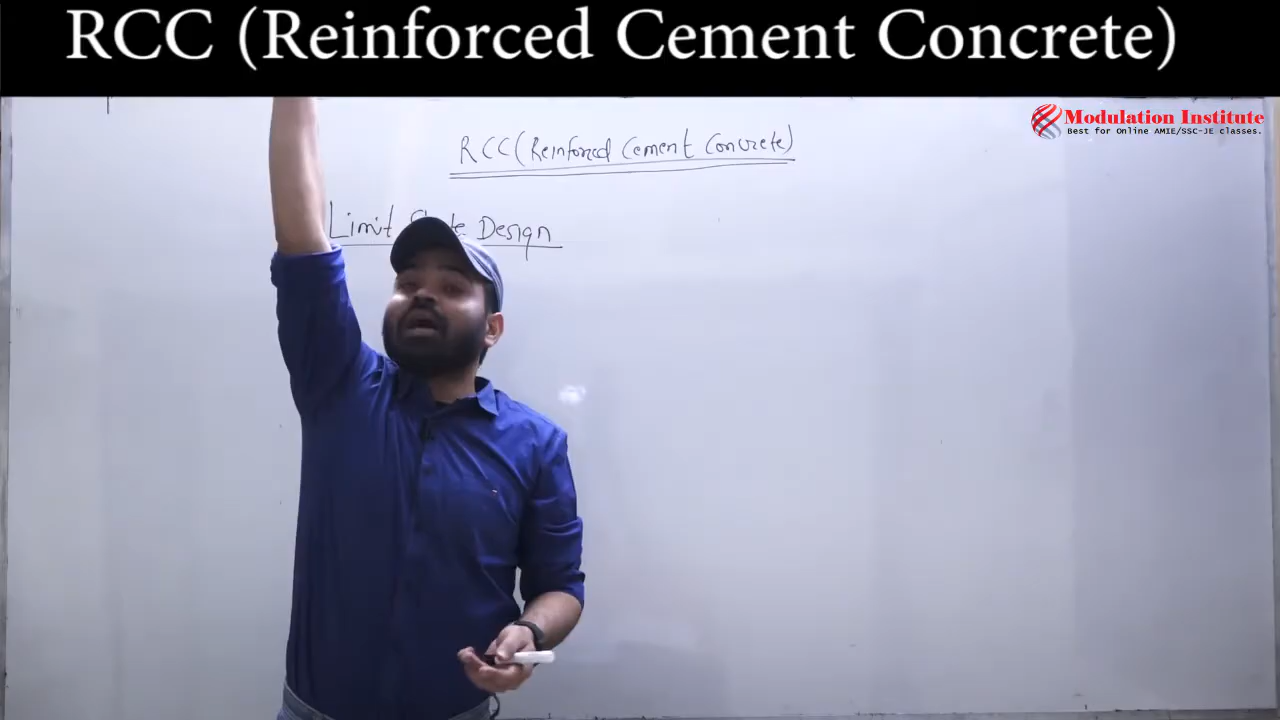 RCC (Reinforced Cement Concrete)
Modulation Institute
Best for Online AMIE/SSC-JE classes.
RCC (Reinforced Cement Concrete)
Limit State Design